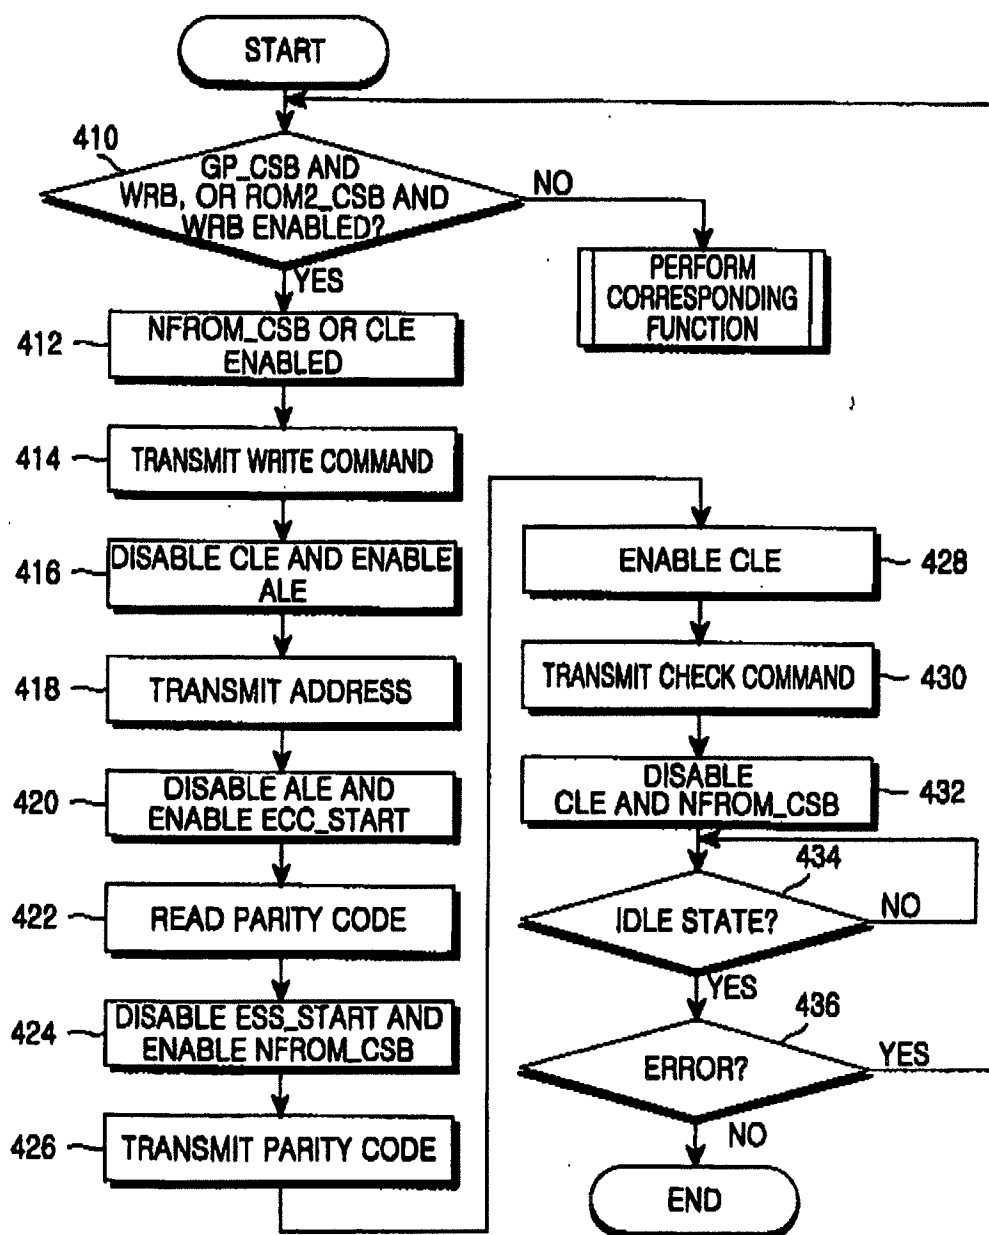 START
410
GP_CSB AND
WRB, OR ROM2_CSB AND
WRB ENABLED?
NO
YES
PERFORM
CORRESPONDING
FUNCTION
412
NFROM_CSB OR CLE
ENABLED
414
TRANSMIT WRITE COMMAND
416
DISABLE CLE AND ENABLE
ALE
418
TRANSMIT ADDRESS
420
DISABLE ALE AND
ENABLE ECC_START
422
READ PARITY CODE
424
DISABLE ESS_START AND
ENABLE NFROM_CSB
426
TRANSMIT PARITY CODE
ENABLE CLE
428
TRANSMIT CHECK COMMAND
430
DISABLE
CLE AND NFROM_CSB
432
434
IDLE STATE?
NO
YES
436
ERROR?
YES
NO
END